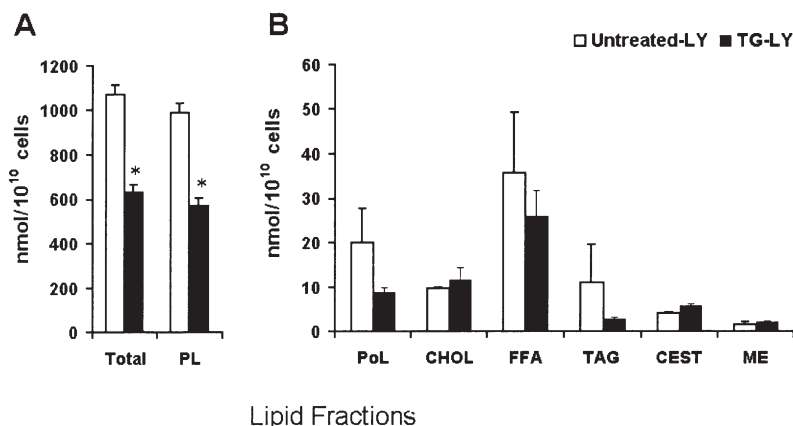 A
B
Untreated-LY TG-LY
nmol/10¹⁰ cells
1200
1000
800
600
400
200
0
*
*
Total PL
nmol/10¹⁰ cells
60
50
40
30
20
10
0
PoL CHOL FFA TAG CEST ME
Lipid Fractions